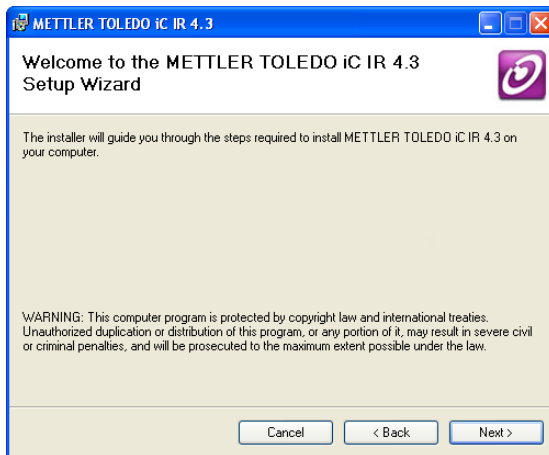 METTLER TOLEDO iC IR 4.3
Welcome to the METTLER TOLEDO iC IR 4.3
Setup Wizard
The installer will guide you through the steps required to install METTLER TOLEDO iC IR 4.3 on
your computer.
WARNING: This computer program is protected by copyright law and international treaties.
Unauthorized duplication or distribution of this program, or any portion of it, may result in severe civil
or criminal penalties, and will be prosecuted to the maximum extent possible under the law.
Cancel
< Back
Next >